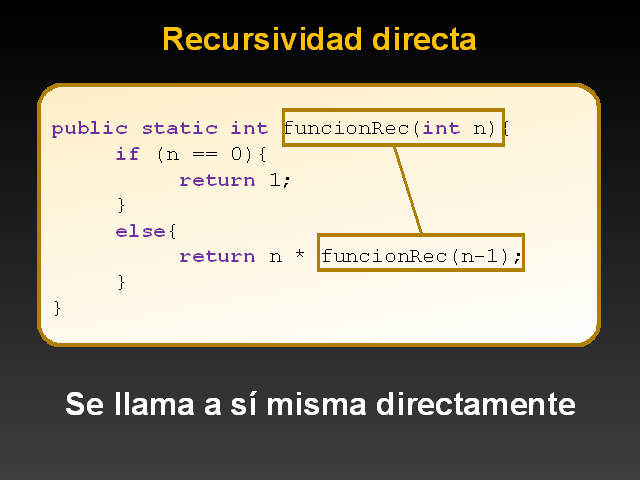 Recursividad directa
public static int funcionRec(int n){
if (n == 0){
return 1;
}
else{
return n * funcionRec(n-1);
}
}
Se llama a sí misma directamente